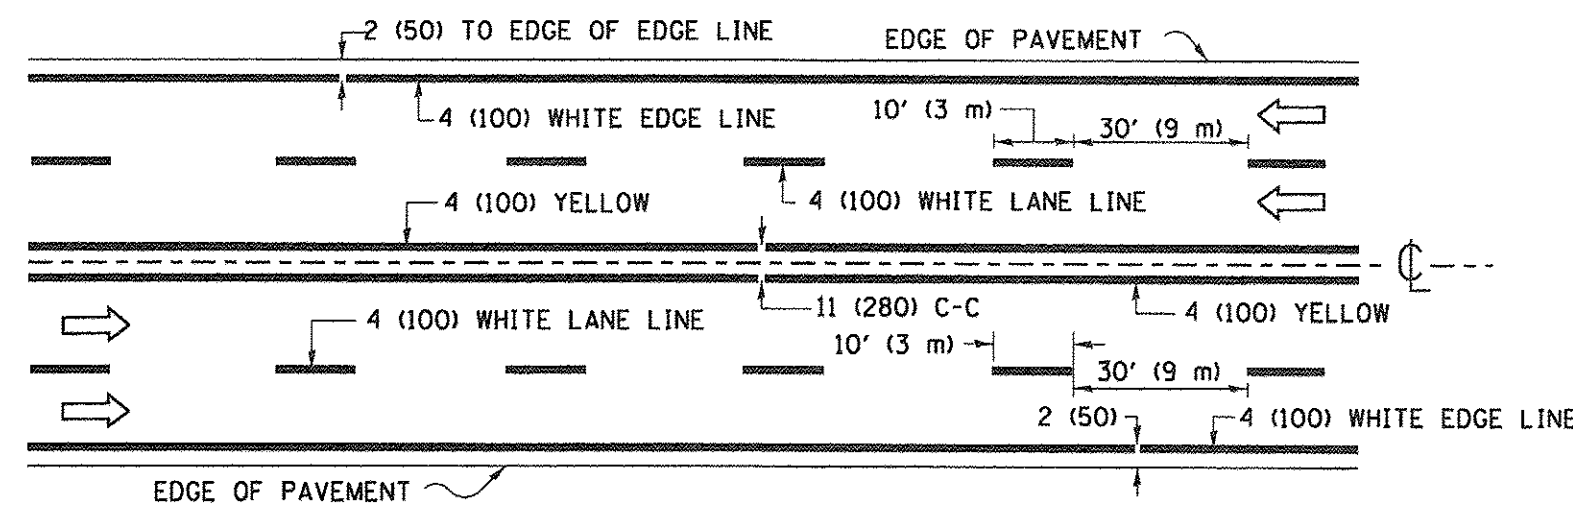 2 (50) TO EDGE OF EDGE LINE
EDGE OF PAVEMENT
4 (100) WHITE EDGE LINE
10' (3 m)
30' (9 m)
4 (100) YELLOW
4 (100) WHITE LANE LINE
CL
11 (280) C-C
4 (100) YELLOW
4 (100) WHITE LANE LINE
10' (3 m)
30' (9 m)
2 (50)
4 (100) WHITE EDGE LINE
EDGE OF PAVEMENT